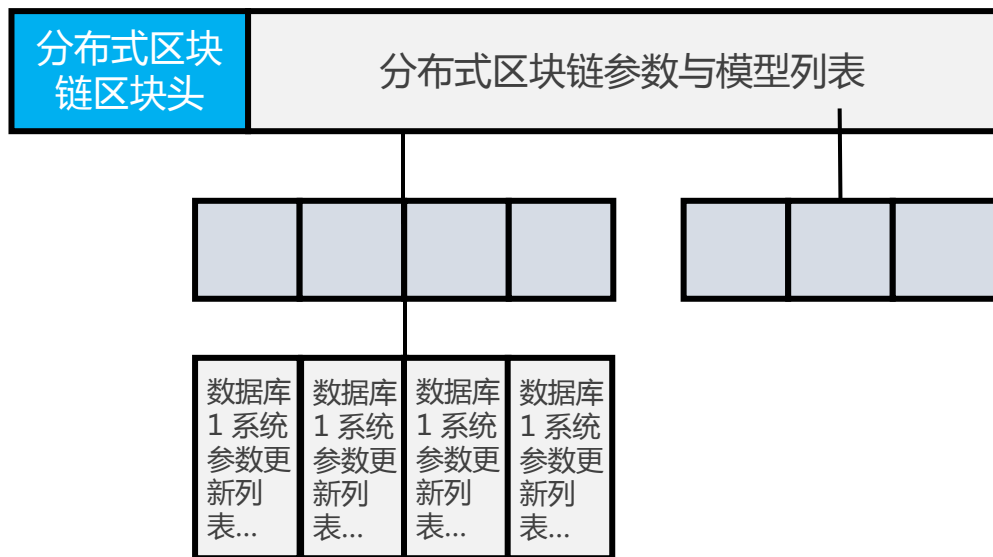 分布式区块
链区块头
分布式区块链参数与模型列表
数据库
1 系统
参数更
新列
表...
数据库
1 系统
参数更
新列
表...
数据库
1 系统
参数更
新列
表...
数据库
1 系统
参数更
新列
表...